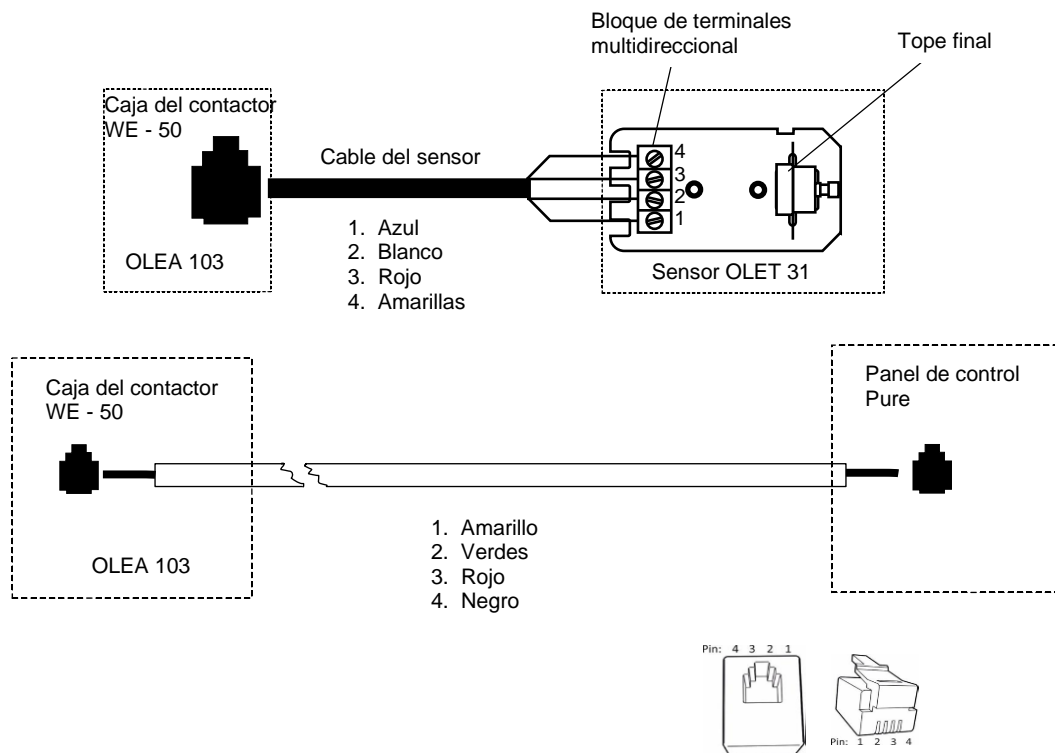 Bloque de terminales
multidireccional
Tope final
Caja del contactor
WE - 50
Cable del sensor
4
3
2
1
1. Azul
2. Blanco
3. Rojo
4. Amarillas
OLEA 103
Sensor OLET 31
Caja del contactor
WE - 50
Panel de control
Pure
OLEA 103
1. Amarillo
2. Verdes
3. Rojo
4. Negro
Pin: 4 3 2 1
Pin: 1 2 3 4